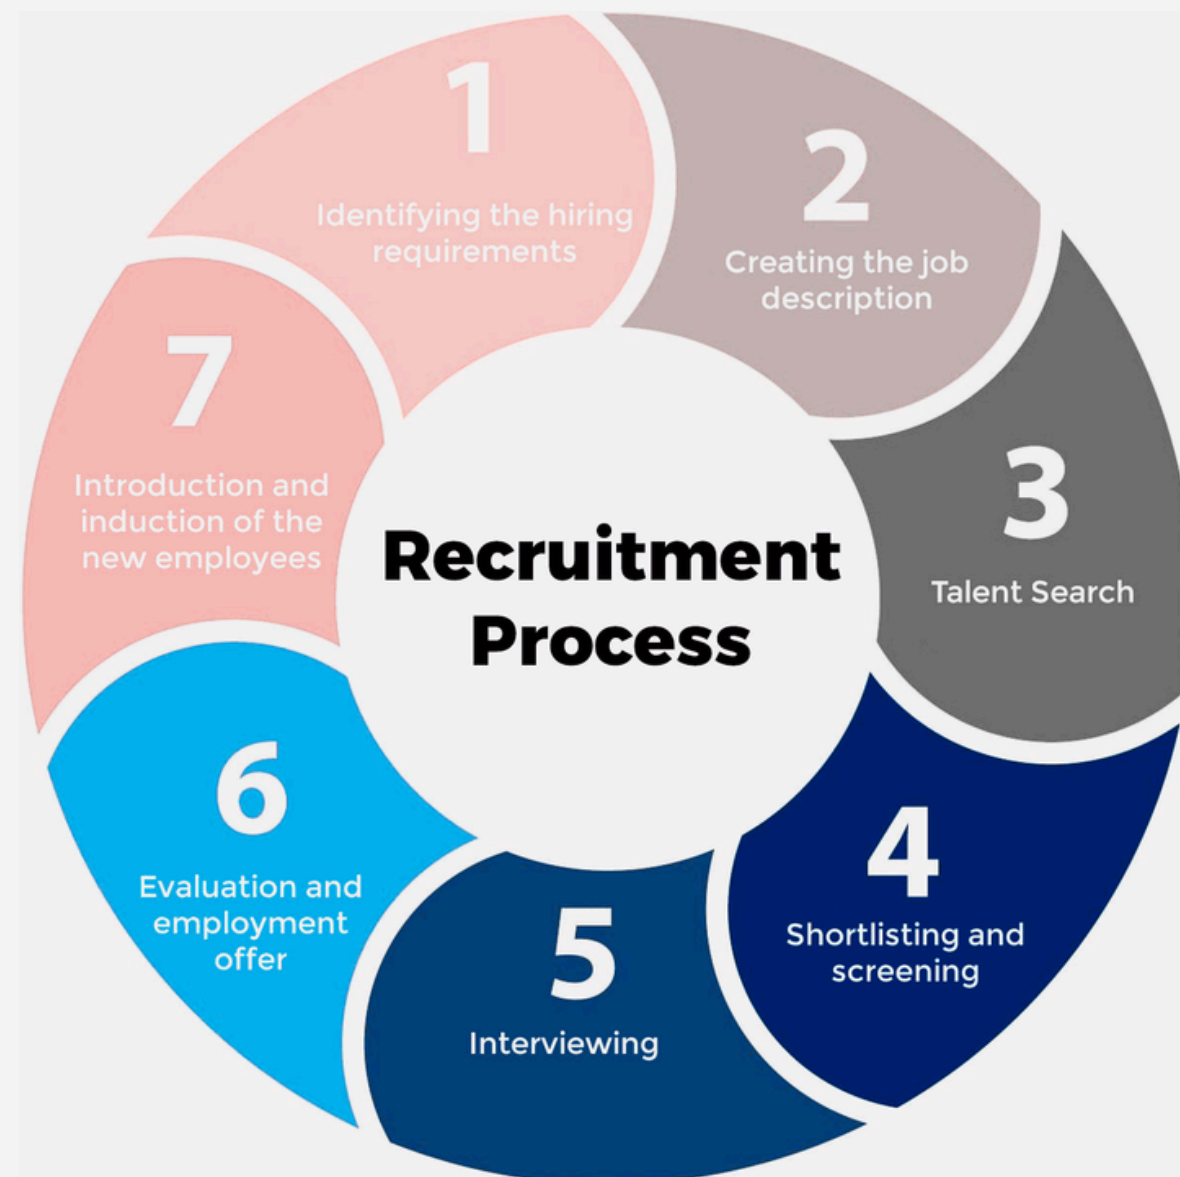 1
Identifying the hiring
requirements
2
Creating the job
description
3
Talent Search
4
Shortlisting and
screening
5
Interviewing
6
Evaluation and
employment
offer
7
Introduction and
induction of the
new employees
Recruitment
Process